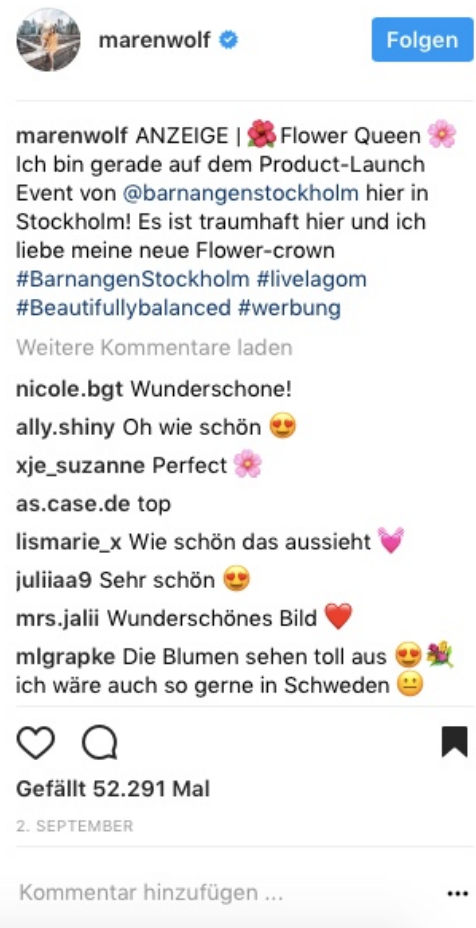 marenwolf
Folgen
marenwolf ANZEIGE | 🌺Flower Queen 🌸
Ich bin gerade auf dem Product-Launch
Event von @barnangenstockholm hier in
Stockholm! Es ist traumhaft hier und ich
liebe meine neue Flower-crown
#BarnangenStockholm #livelagom
#Beautifullybalanced #werbung
Weitere Kommentare laden
nicole.bgt Wunderschone!
ally.shiny Oh wie schön 😍
xje_suzanne Perfect 🌸
as.case.de top
lismarie_x Wie schön das aussieht 💓
juliiaa9 Sehr schön 😍
mrs.jalii Wunderschönes Bild ❤️
mlgrapke Die Blumen sehen toll aus 😍💐
ich wäre auch so gerne in Schweden 😐
Gefällt 52.291 Mal
2. SEPTEMBER
Kommentar hinzufügen ...